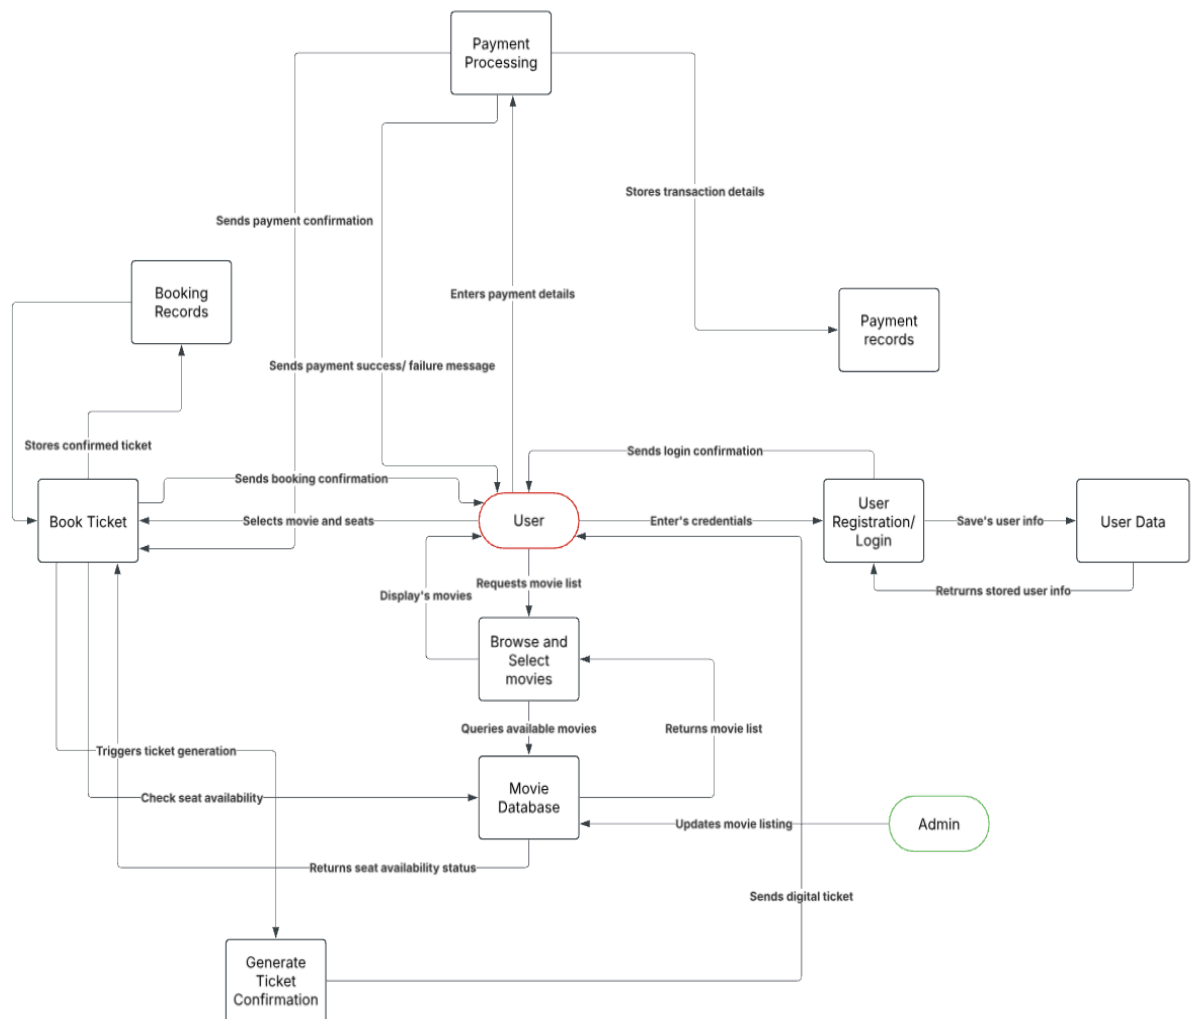 Payment
Processing
Stores transaction details
Sends payment confirmation
Booking
Records
Enters payment details
Payment
records
Sends payment success/ failure message
Stores confirmed ticket
Sends login confirmation
Sends booking confirmation
Book Ticket
Selects movie and seats
User
Enter's credentials
User
Registration/
Login
Save's user info
User Data
Requests movie list
Display's movies
Retrurns stored user info
Browse and
Select
movies
Queries available movies
Returns movie list
Triggers ticket generation
Check seat availability
Movie
Database
Updates movie listing
Admin
Returns seat availability status
Sends digital ticket
Generate
Ticket
Confirmation